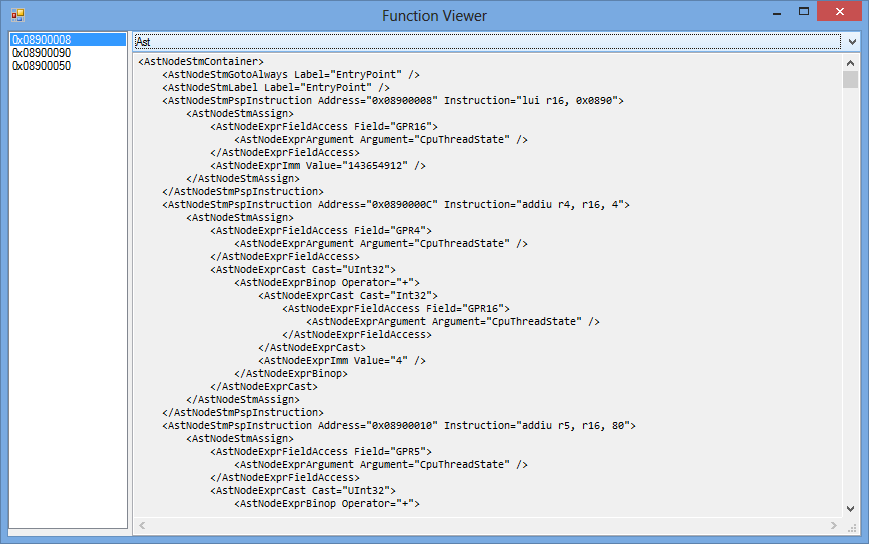 Function Viewer
0x08900008
0x08900090
0x08900050
Ast
<AstNodeStmContainer>
    <AstNodeStmGotoAlways Label="EntryPoint" />
    <AstNodeStmLabel Label="EntryPoint" />
    <AstNodeStmPspInstruction Address="0x08900008" Instruction="lui r16, 0x0890">
        <AstNodeStmAssign>
            <AstNodeExprFieldAccess Field="GPR16">
                <AstNodeExprArgument Argument="CpuThreadState" />
            </AstNodeExprFieldAccess>
            <AstNodeExprImm Value="143654912" />
        </AstNodeStmAssign>
    </AstNodeStmPspInstruction>
    <AstNodeStmPspInstruction Address="0x0890000C" Instruction="addiu r4, r16, 4">
        <AstNodeStmAssign>
            <AstNodeExprFieldAccess Field="GPR4">
                <AstNodeExprArgument Argument="CpuThreadState" />
            </AstNodeExprFieldAccess>
            <AstNodeExprCast Cast="UInt32">
                <AstNodeExprBinop Operator="+">
                    <AstNodeExprCast Cast="Int32">
                        <AstNodeExprFieldAccess Field="GPR16">
                            <AstNodeExprArgument Argument="CpuThreadState" />
                        </AstNodeExprFieldAccess>
                    </AstNodeExprCast>
                    <AstNodeExprImm Value="4" />
                </AstNodeExprBinop>
            </AstNodeExprCast>
        </AstNodeStmAssign>
    </AstNodeStmPspInstruction>
    <AstNodeStmPspInstruction Address="0x08900010" Instruction="addiu r5, r16, 80">
        <AstNodeStmAssign>
            <AstNodeExprFieldAccess Field="GPR5">
                <AstNodeExprArgument Argument="CpuThreadState" />
            </AstNodeExprFieldAccess>
            <AstNodeExprCast Cast="UInt32">
                <AstNodeExprBinop Operator="+">